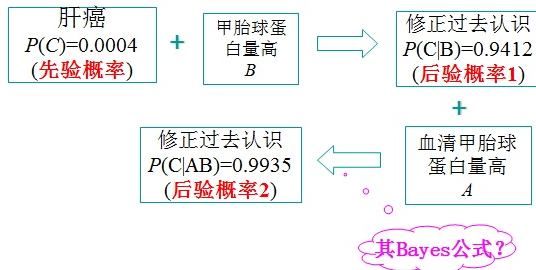 肝癌
P(C)=0.0004
(先验概率)
+
甲胎球蛋
白量高
B
修正过去认识
P(C|B)=0.9412
(后验概率1)
+
血清甲胎球
蛋白量高
A
修正过去认识
P(C|AB)=0.9935
(后验概率2)
其Bayes公式？